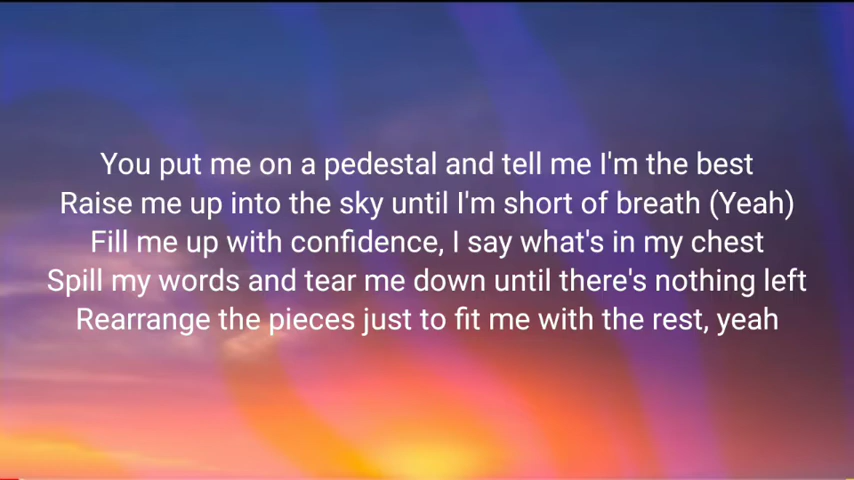 You put me on a pedestal and tell me I'm the best
Raise me up into the sky until I'm short of breath (Yeah)
Fill me up with confidence, I say what's in my chest
Spill my words and tear me down until there's nothing left
Rearrange the pieces just to fit me with the rest, yeah